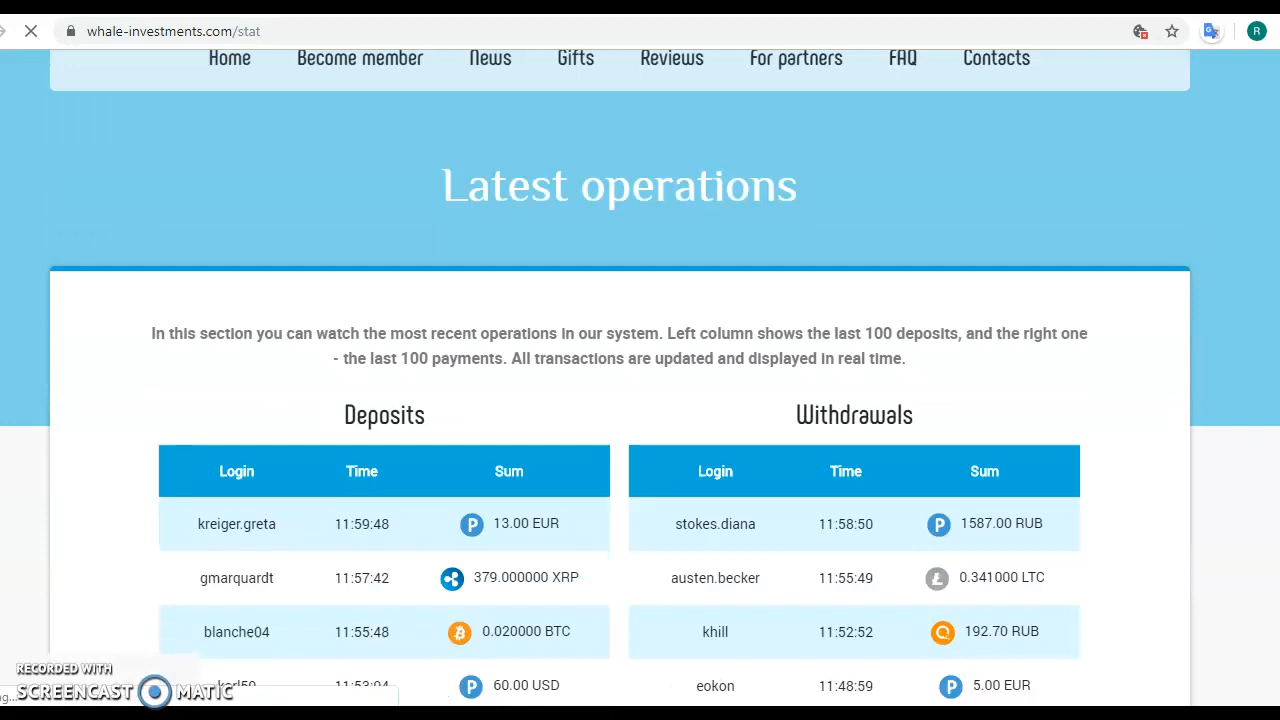 whale-investments.com/stat
R
Home Become member News Gifts Reviews For partners FAQ Contacts
Latest operations
In this section you can watch the most recent operations in our system. Left column shows the last 100 deposits, and the right one
- the last 100 payments. All transactions are updated and displayed in real time.
Deposits Withdrawals
Login Time Sum Login Time Sum
kreiger.greta 11:59:48 P 13.00 EUR stokes.diana 11:58:50 P 1587.00 RUB
gmarquardt 11:57:42 379.000000 XRP austen.becker 11:55:49 0.341000 LTC
blanche04 11:55:48 0.020000 BTC khill 11:52:52 192.70 RUB
P 60.00 USD eokon 11:48:59 P 5.00 EUR
RECORDED WITH
SCREENCAST MATIC